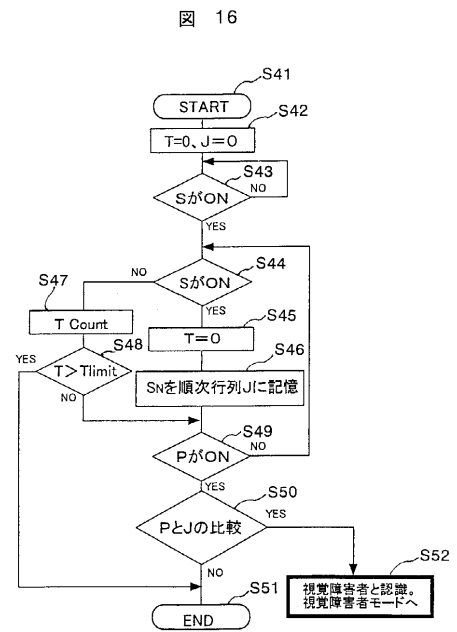 図 16
S41
START
S42
T=0、J=0
S43
SがON
NO
YES
S44
SがON
NO
YES
S47
T Count
S45
T=0
S48
T>Tlimit
YES
NO
S46
SNを順次行列Jに記憶
S49
PがON
NO
YES
S50
PとJの比較
YES
NO
S52
視覚障害者と認識。
視覚障害者モードへ
S51
END